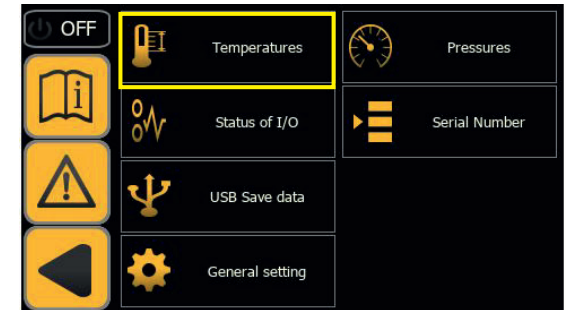 OFF
Temperatures
Pressures
i
Status of I/O
Serial Number
USB Save data
General setting